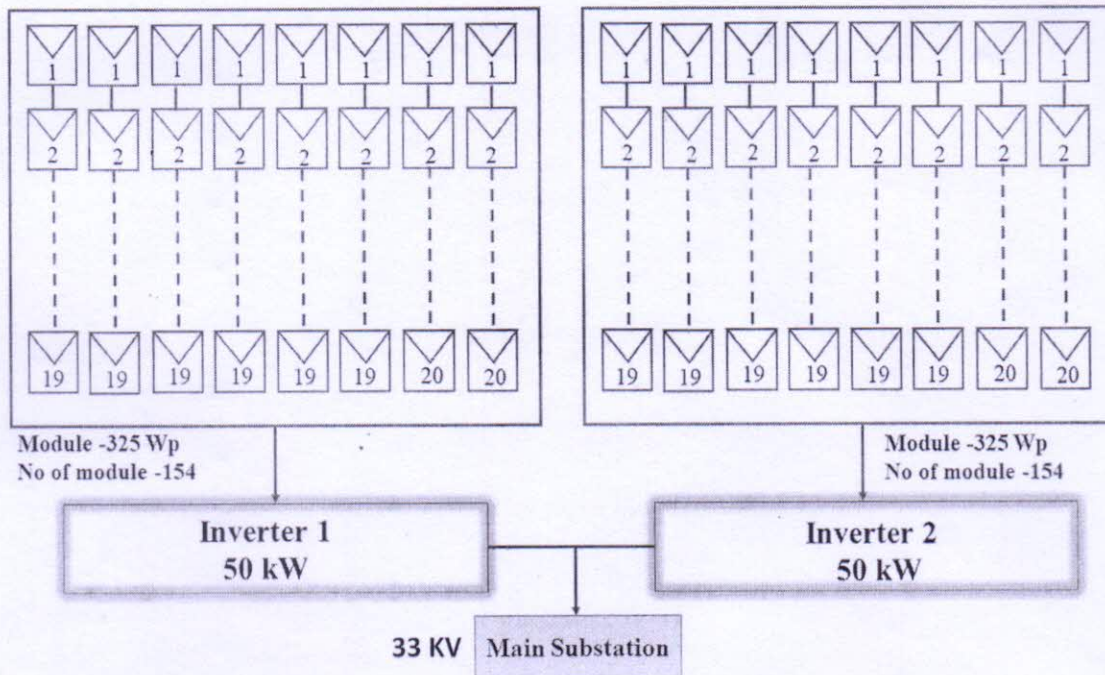 1 1 1 1 1 1 1 1
2 2 2 2 2 2 2 2
19 19 19 19 19 19 20 20
1 1 1 1 1 1 1 1
2 2 2 2 2 2 2 2
19 19 19 19 19 19 20 20
Module -325 Wp
No of module -154
Module -325 Wp
No of module -154
Inverter 1
50 kW
Inverter 2
50 kW
33 KV
Main Substation